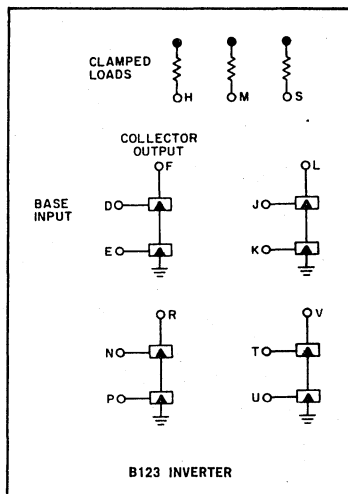 CLAMPED
LOADS
H M S
COLLECTOR
OUTPUT
F L
BASE
INPUT
D J
E K
R V
N T
P U
B123 INVERTER